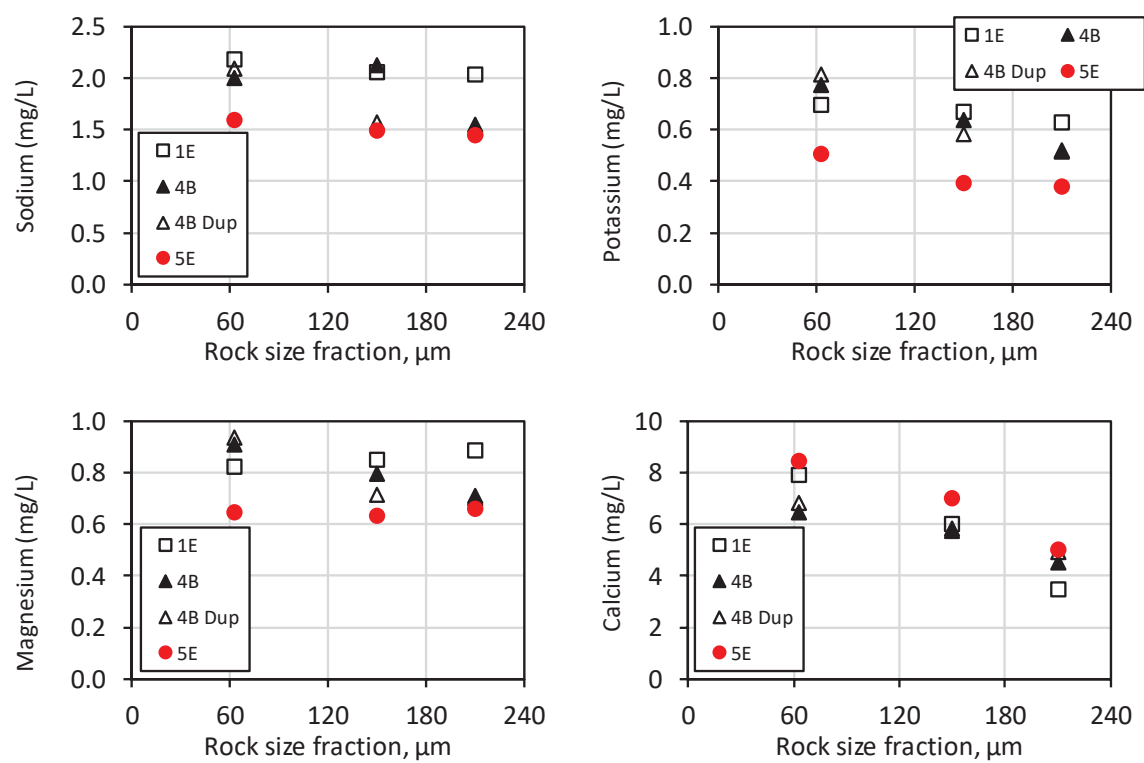 2.5
2.0
1.5
1.0
0.5
0.0
Sodium (mg/L)
1E
4B
4B Dup
5E
0 60 120 180 240
Rock size fraction, µm
1.0
0.8
0.6
0.4
0.2
0.0
Potassium (mg/L)
1E 4B
4B Dup 5E
0 60 120 180 240
Rock size fraction, µm
1.0
0.8
0.6
0.4
0.2
0.0
Magnesium (mg/L)
1E
4B
4B Dup
5E
0 60 120 180 240
Rock size fraction, µm
10
8
6
4
2
0
Calcium (mg/L)
1E
4B
4B Dup
5E
0 60 120 180 240
Rock size fraction, µm